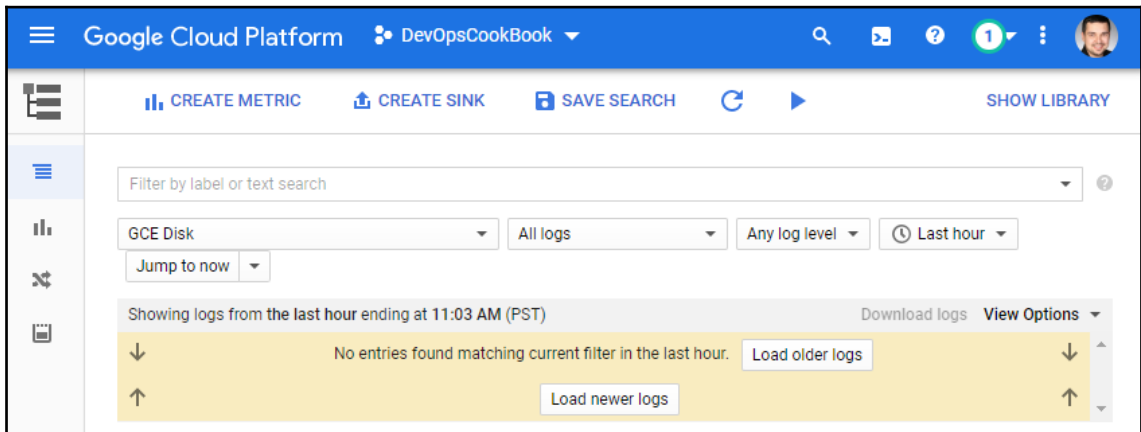 Google Cloud Platform DevOpsCookBook 1
CREATE METRIC CREATE SINK SAVE SEARCH SHOW LIBRARY
Filter by label or text search
GCE Disk All logs Any log level Last hour
Jump to now
Showing logs from the last hour ending at 11:03 AM (PST) Download logs View Options
No entries found matching current filter in the last hour. Load older logs
Load newer logs